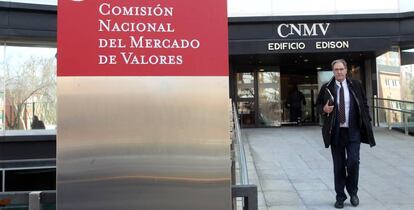 COMISIÓN
NACIONAL
DEL MERCADO
DE VALORES
CNMV
EDIFICIO EDISON